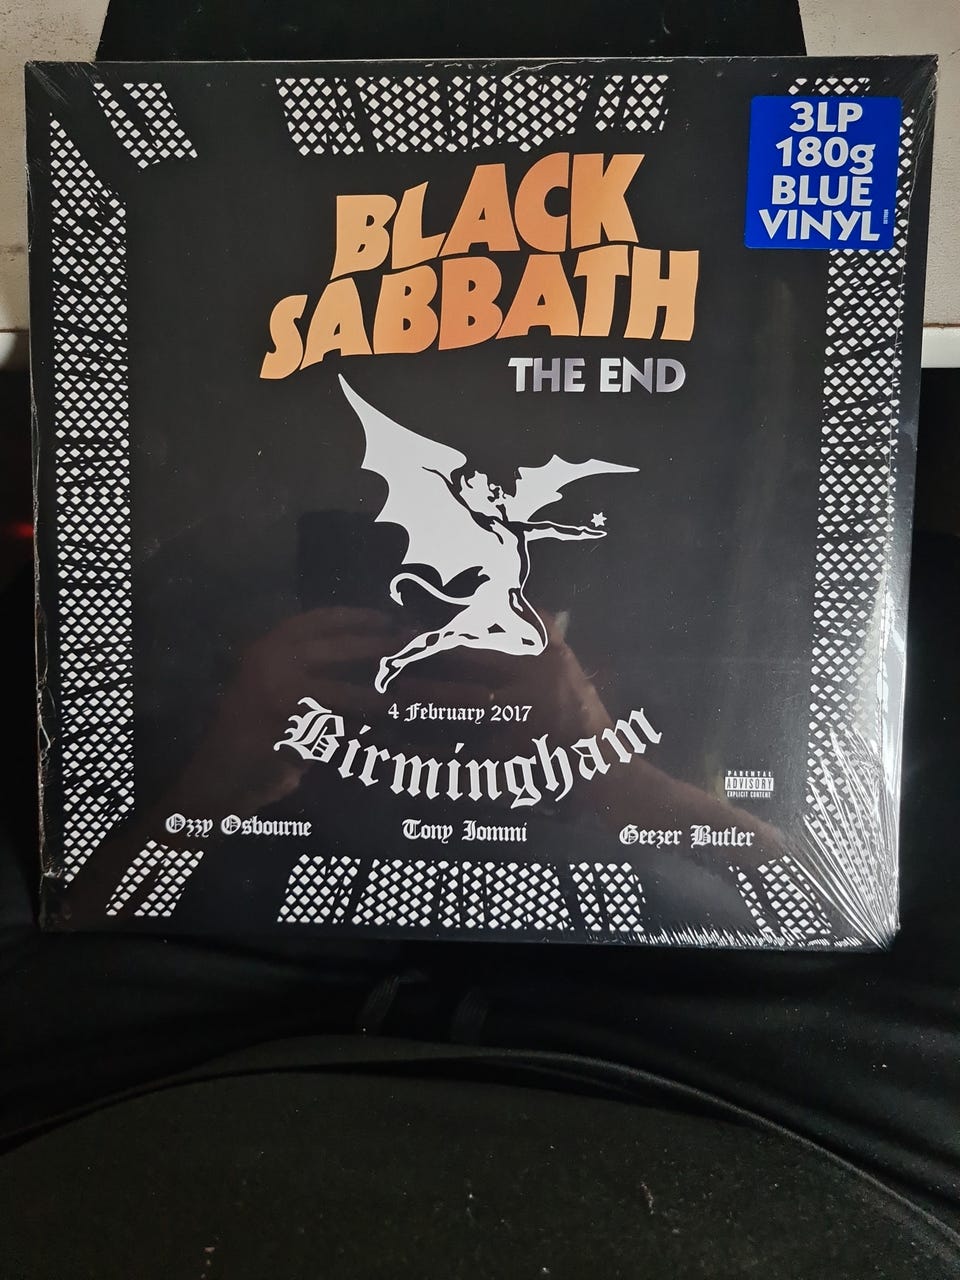 3LP
180g
BLUE
VINYL
BLACK
SABBATH
THE END
4 February 2017
Birmingham
PARENTAL
ADVISORY
EXPLICIT CONTENT
Ozzy Osbourne Tony Iommi Geezer Butler